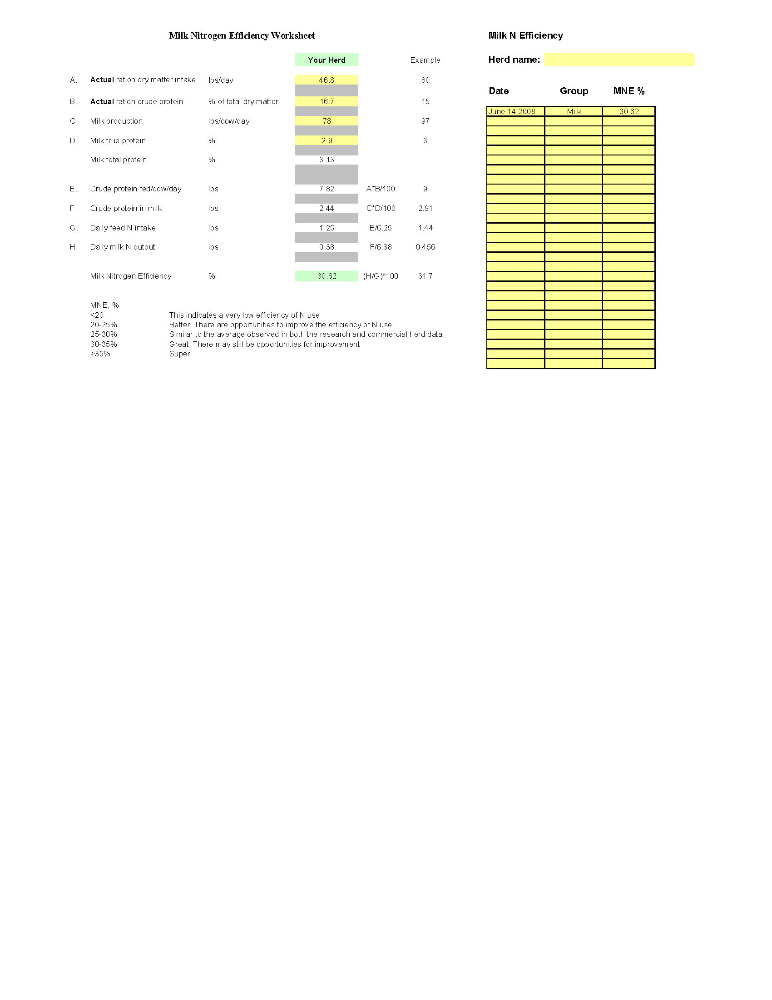 Milk Nitrogen Efficiency Worksheet
Your Herd Example
A. Actual ration dry matter intake lbs/day 46.8 60
B. Actual ration crude protein % of total dry matter 16.7 15
C. Milk production lbs/cow/day 78 97
D. Milk true protein % 2.9 3
Milk total protein % 3.13
E. Crude protein fed/cow/day lbs 7.82 A*B/100 9
F. Crude protein in milk lbs 2.44 C*D/100 2.91
G. Daily feed N intake lbs 1.25 E/6.25 1.44
H. Daily milk N output lbs 0.38 F/6.38 0.456
Milk Nitrogen Efficiency % 30.62 (H/G)*100 31.7
MNE, %
<20 This indicates a very low efficiency of N use
20-25% Better. There are opportunities to improve the efficiency of N use.
25-30% Similar to the average observed in both the research and commercial herd data.
30-35% Great! There may still be opportunities for improvement
>35% Super!
Milk N Efficiency
Herd name:
Date Group MNE %
June 14 2008 Milk 30.62